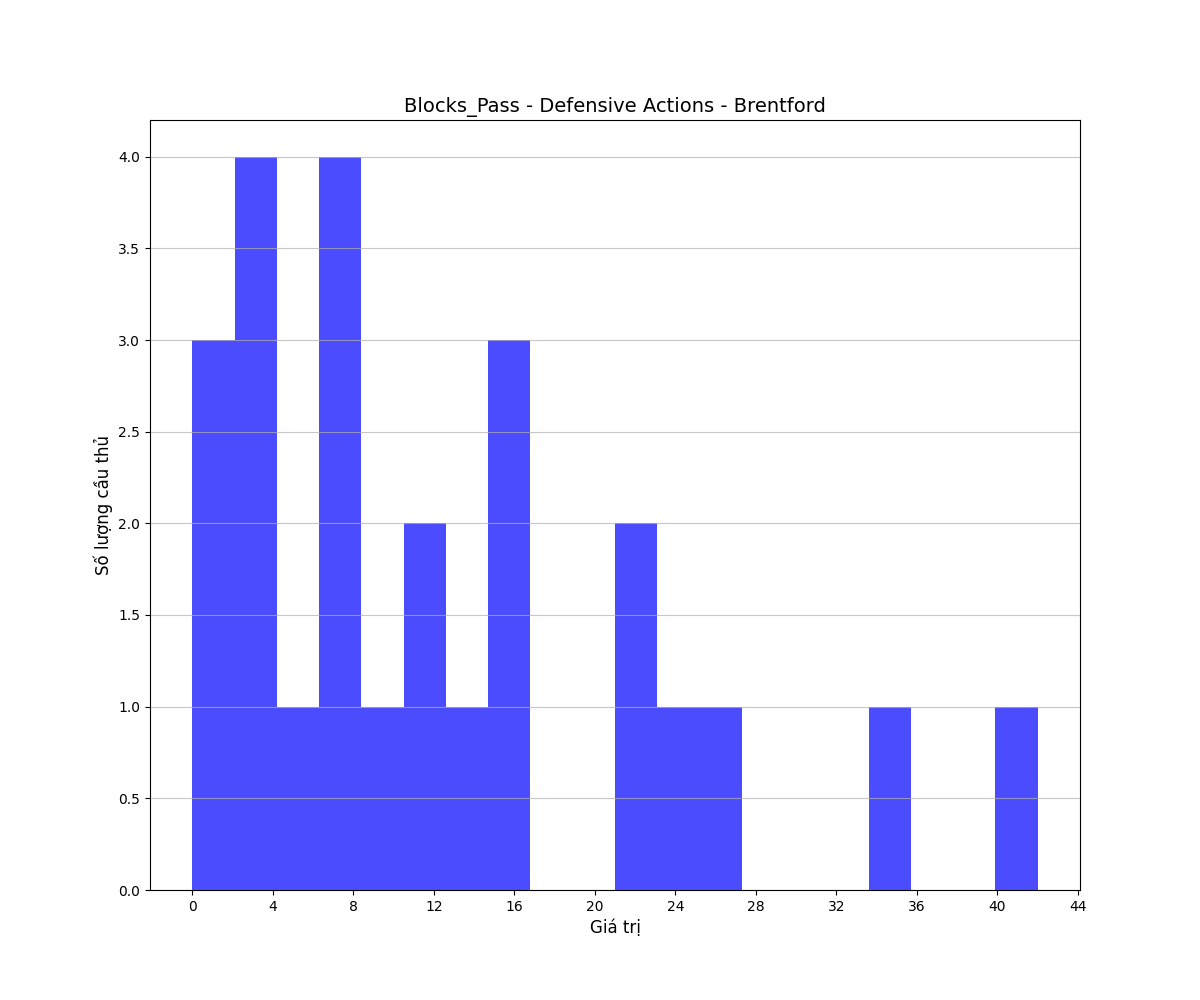 Blocks_Pass - Defensive Actions - Brentford
4.0
3.5
3.0
2.5
2.0
1.5
1.0
0.5
0.0
Số lượng cầu thủ
0 4 8 12 16 20 24 28 32 36 40 44
Giá trị